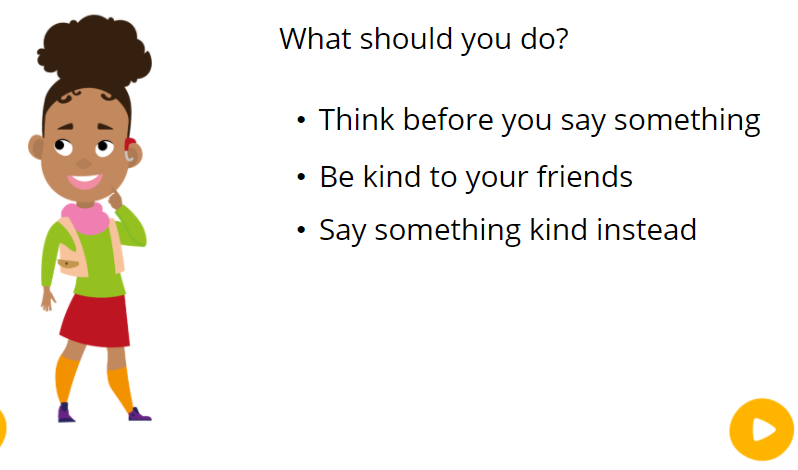 What should you do?
• Think before you say something
• Be kind to your friends
• Say something kind instead